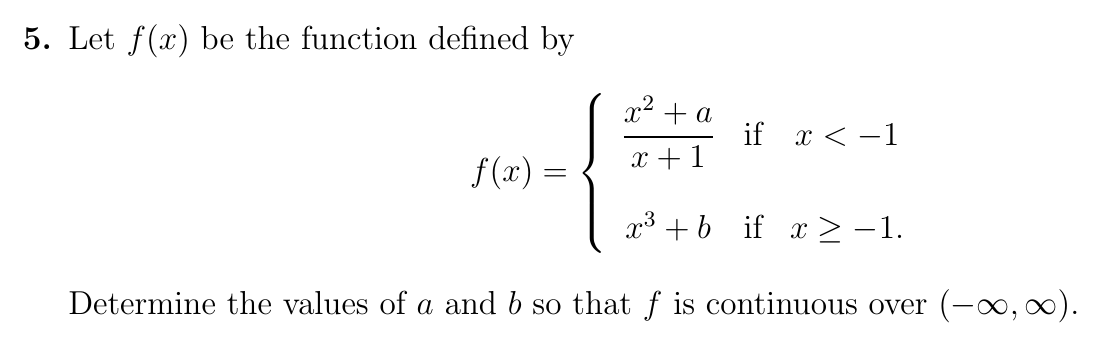 5. Let f(x) be the function defined by
f(x) = { (x² + a)/(x + 1) if x < −1
x³ + b if x ≥ −1.
Determine the values of a and b so that f is continuous over (−∞, ∞).